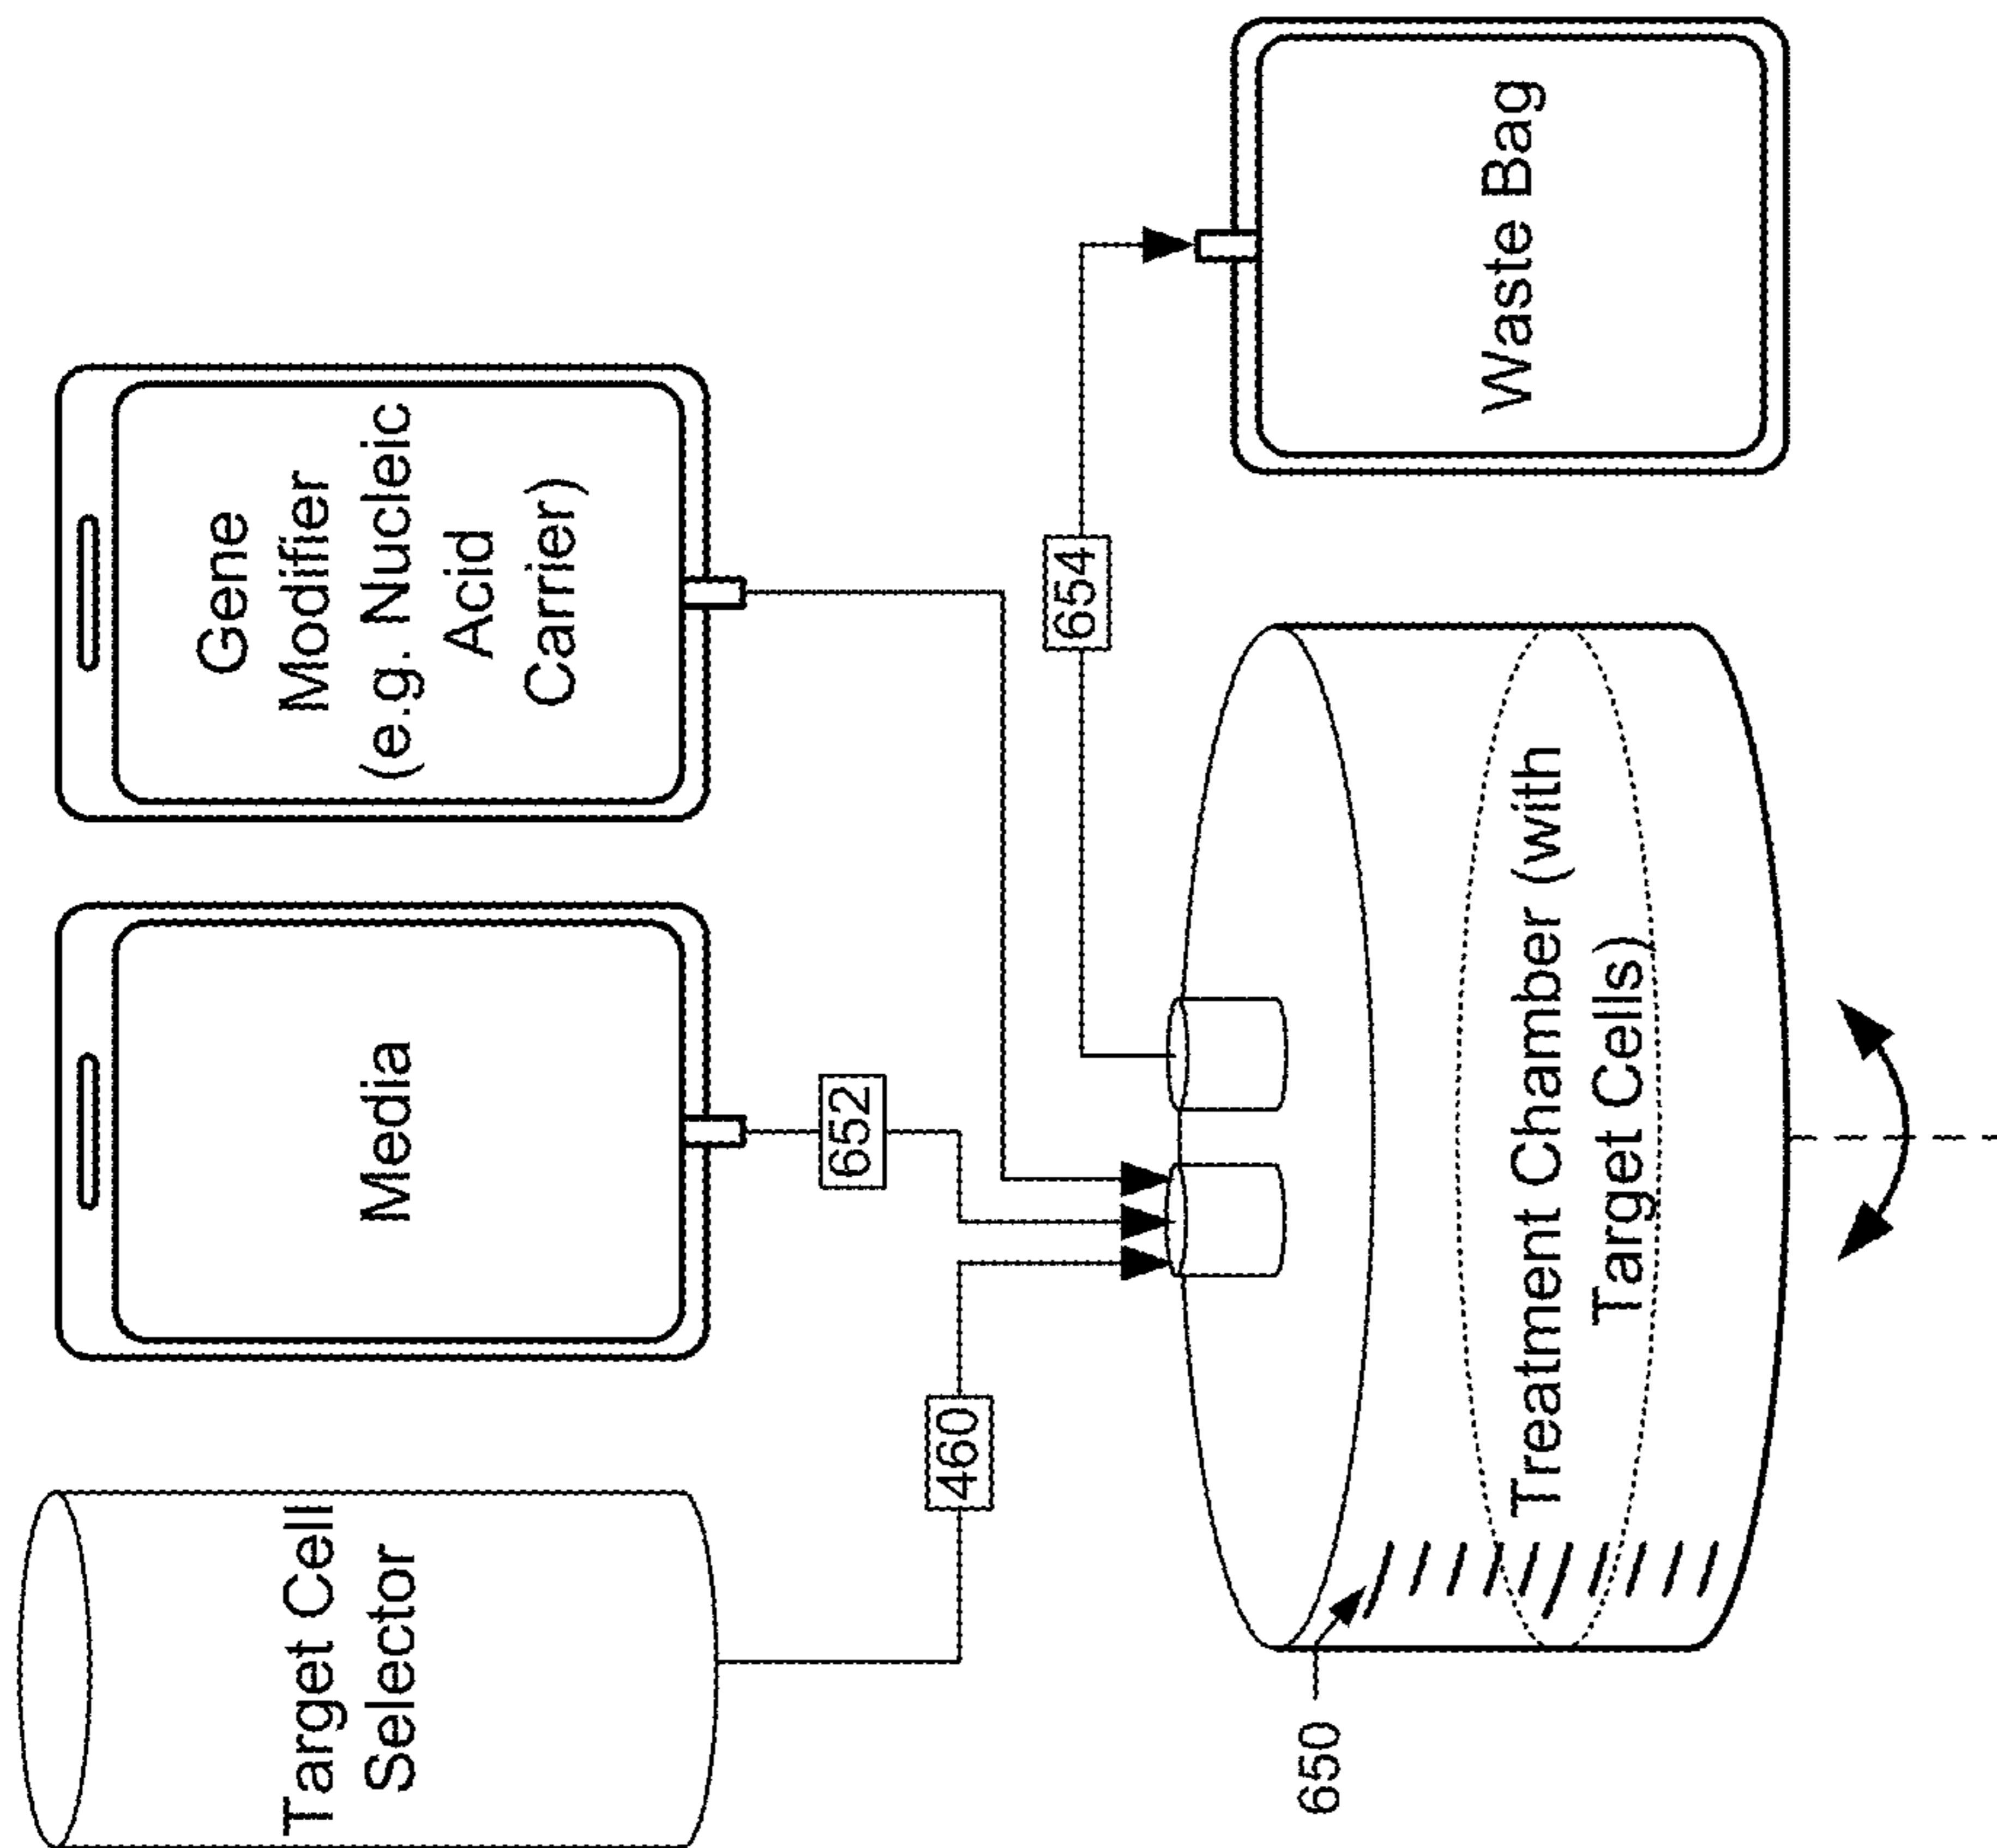 Target Cell
Selector
Media
Gene
Modifier
(e.g. Nucleic
Acid
Carrier)
460
652
654
650
Treatment Chamber (with
Target Cells)
Waste Bag